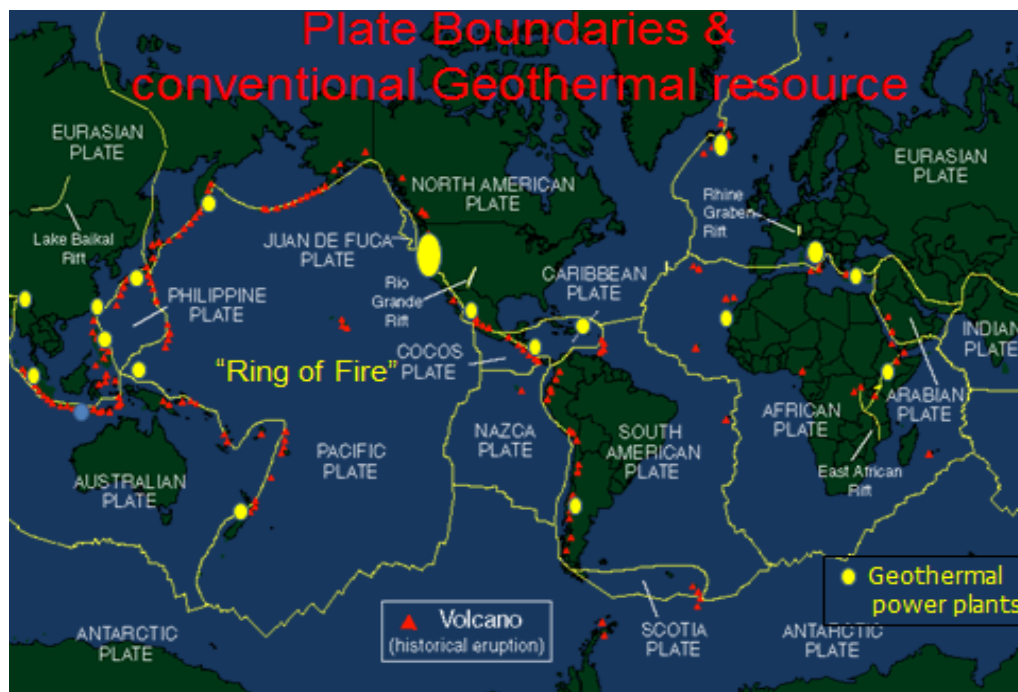 Plate Boundaries &
conventional Geothermal resource
EURASIAN
PLATE
EURASIAN
PLATE
NORTH AMERICAN
PLATE
Rhine
Graben
Rift
Lake Baikal
Rift
JUAN DE FUCA
PLATE
CARIBBEAN
PLATE
Rio
Grande
Rift
PHILIPPINE
PLATE
INDIAN
PLATE
COCOS
PLATE
“Ring of Fire”
ARABIAN
PLATE
AFRICAN
PLATE
NAZCA
PLATE
SOUTH
AMERICAN
PLATE
PACIFIC
PLATE
East African
Rift
AUSTRALIAN
PLATE
Geothermal
power plants
Volcano
(historical eruption)
SCOTIA
PLATE
ANTARCTIC
PLATE
ANTARCTIC
PLATE